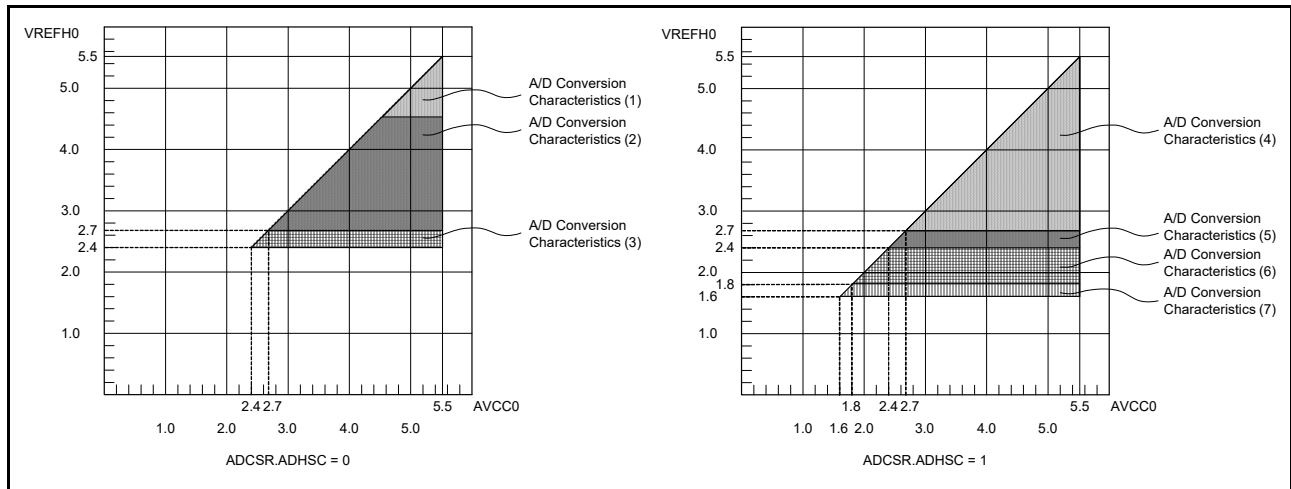 VREFH0
5.5
5.0
4.0
3.0
2.7
2.4
2.0
1.0
A/D Conversion
Characteristics (1)
A/D Conversion
Characteristics (2)
A/D Conversion
Characteristics (3)
2.4 2.7 5.5 AVCC0
1.0 2.0 3.0 4.0 5.0
ADCSR.ADHSC = 0
VREFH0
5.5
5.0
4.0
3.0
2.7
2.4
2.0
1.8
1.6
1.0
A/D Conversion
Characteristics (4)
A/D Conversion
Characteristics (5)
A/D Conversion
Characteristics (6)
A/D Conversion
Characteristics (7)
1.8 2.4 2.7 5.5 AVCC0
1.0 1.6 2.0 3.0 4.0 5.0
ADCSR.ADHSC = 1